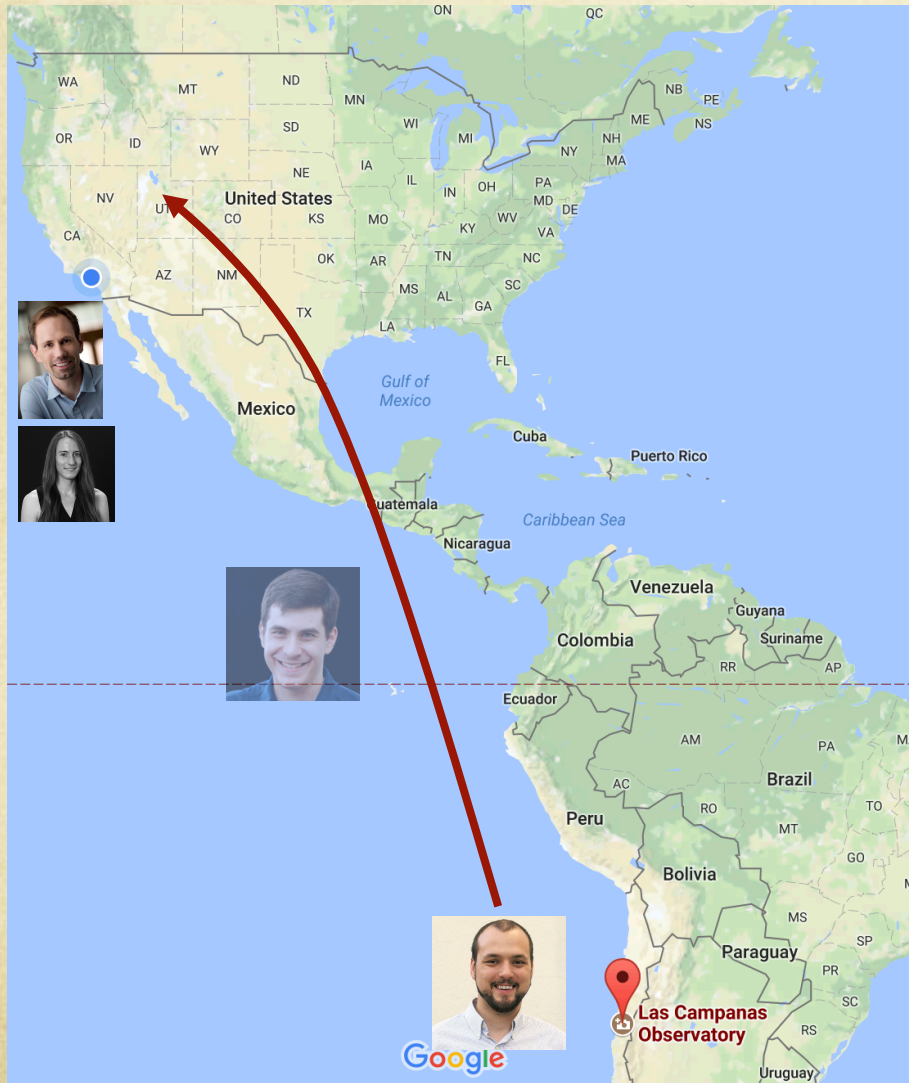 ON
QC
WA
MT
ND
MN
NB
PE
NS
ME
OR
ID
WY
SD
WI
MI
NH
NY
MA
IA
NE
IL
IN
OH
PA
MD
DE
NV
UT
United States
CO
KS
MO
KY
WV
VA
CA
NC
TN
OK
AR
AZ
NM
SC
MS
AL
GA
TX
LA
FL
Gulf of
Mexico
Mexico
Cuba
Puerto Rico
Guatemala
Caribbean Sea
Nicaragua
Venezuela
Guyana
Suriname
Colombia
RR
AP
Ecuador
AM
PA
AC
Brazil
TO
RO
Peru
MT
GO
Bolivia
MS
SP
Paraguay
PR
SC
Las Campanas
Observatory
RS
Google
Uruguay